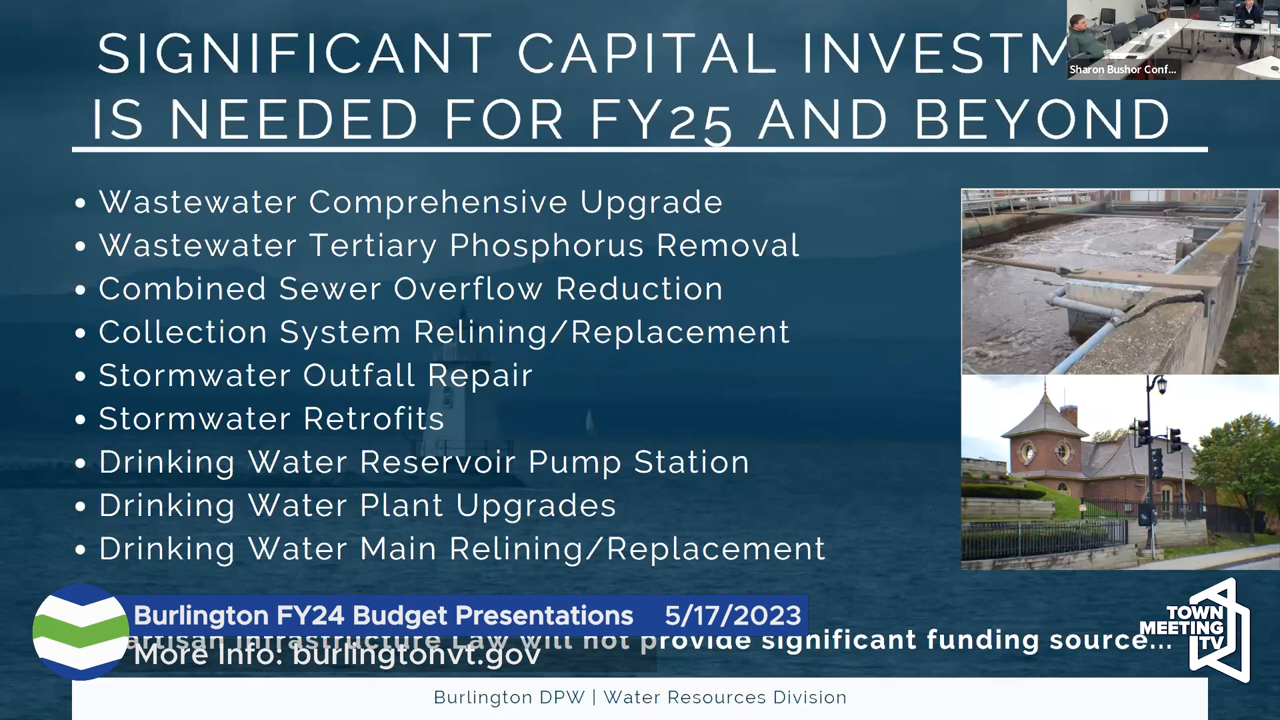 SIGNIFICANT CAPITAL INVESTM
IS NEEDED FOR FY25 AND BEYOND
Sharon Bushor Conf...
• Wastewater Comprehensive Upgrade
• Wastewater Tertiary Phosphorus Removal
• Combined Sewer Overflow Reduction
• Collection System Relining/Replacement
• Stormwater Outfall Repair
• Stormwater Retrofits
• Drinking Water Reservoir Pump Station
• Drinking Water Plant Upgrades
• Drinking Water Main Relining/Replacement
Burlington FY24 Budget Presentations 5/17/2023
artisan Infrastructure Law will not provide significant funding source...
More Info: burlingtonvt.gov
TOWN
MEETING
TV
Burlington DPW | Water Resources Division